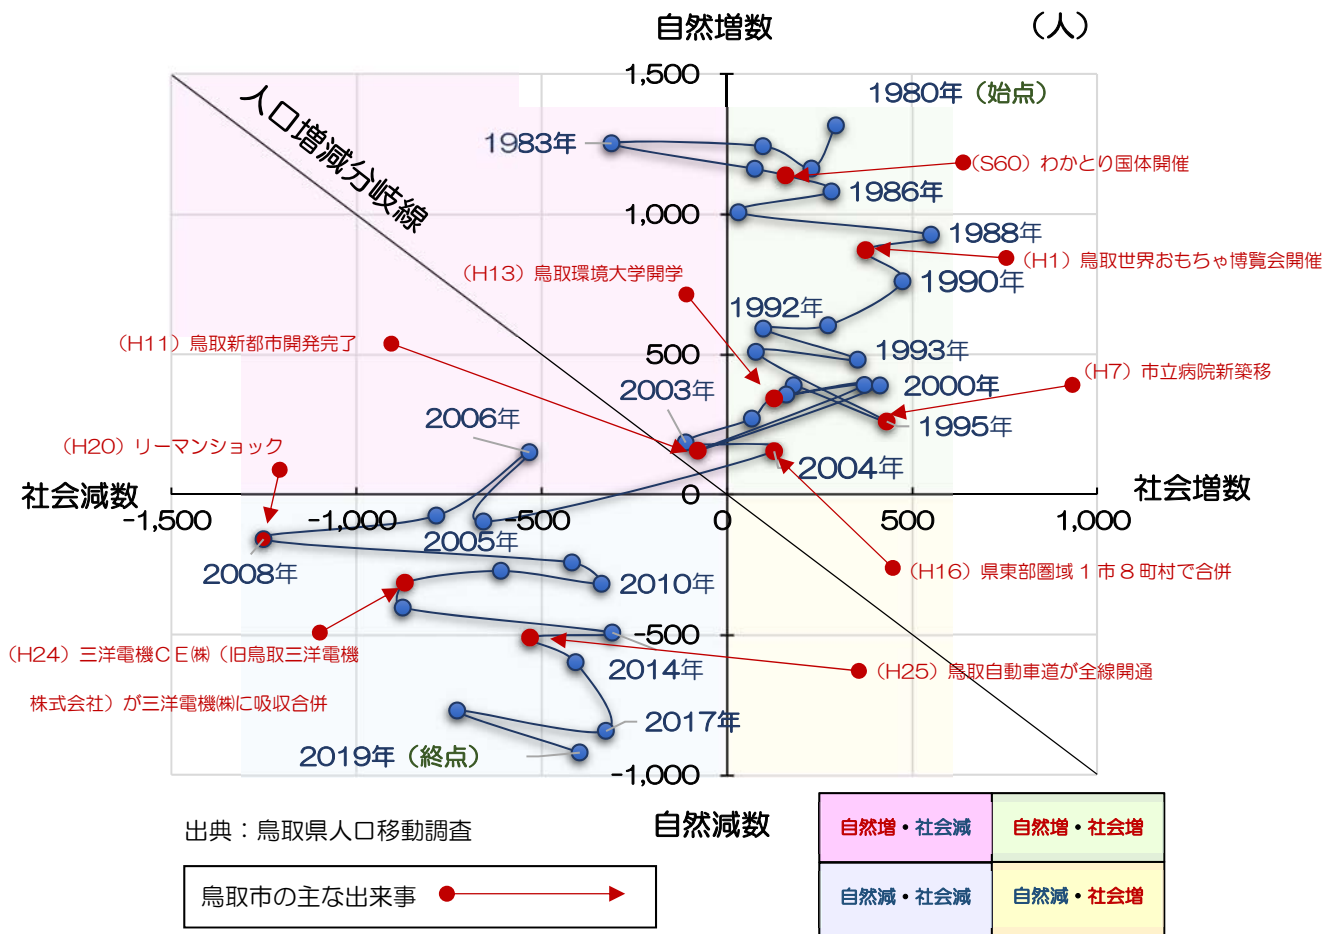 自然増数
（人）
1,500
1980年（始点）
人口増減分岐線
1983年
（S60）わかとり国体開催
1986年
1,000
1988年
（H1）鳥取世界おもちゃ博覧会開催
（H13）鳥取環境大学開学
1990年
1992年
（H11）鳥取新都市開発完了
500
1993年
（H7）市立病院新築移
2003年
2000年
2006年
1995年
（H20）リーマンショック
2004年
社会減数
0
社会増数
-1,500
-1,000
-500
0
500
1,000
2005年
2008年
2010年
（H16）県東部圏域１市８町村で合併
-500
（H24）三洋電機ＣＥ㈱（旧鳥取三洋電機
株式会社）が三洋電機㈱に吸収合併
2014年
（H25）鳥取自動車道が全線開通
2017年
2019年（終点）
-1,000
自然減数
出典：鳥取県人口移動調査
自然増・社会減
自然増・社会増
鳥取市の主な出来事
自然減・社会減
自然減・社会増